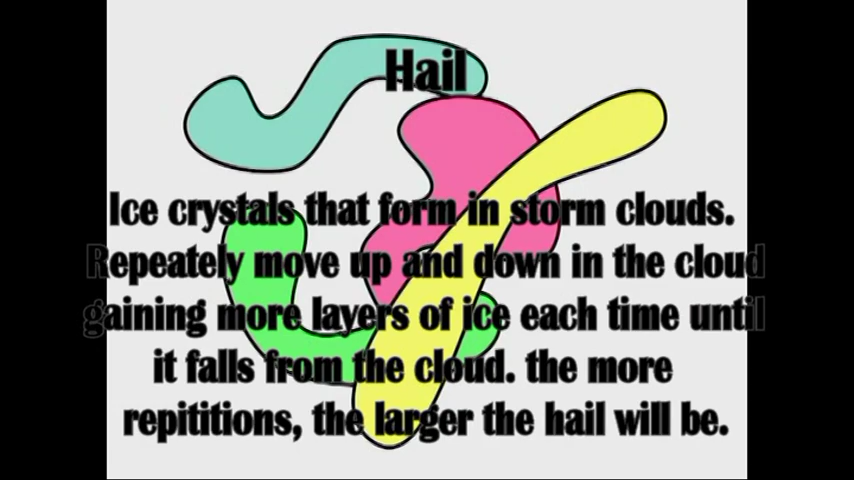 Hail
Ice crystals that form in storm clouds.
Repeately move up and down in the cloud
gaining more layers of ice each time until
it falls from the cloud. the more
repititions, the larger the hail will be.